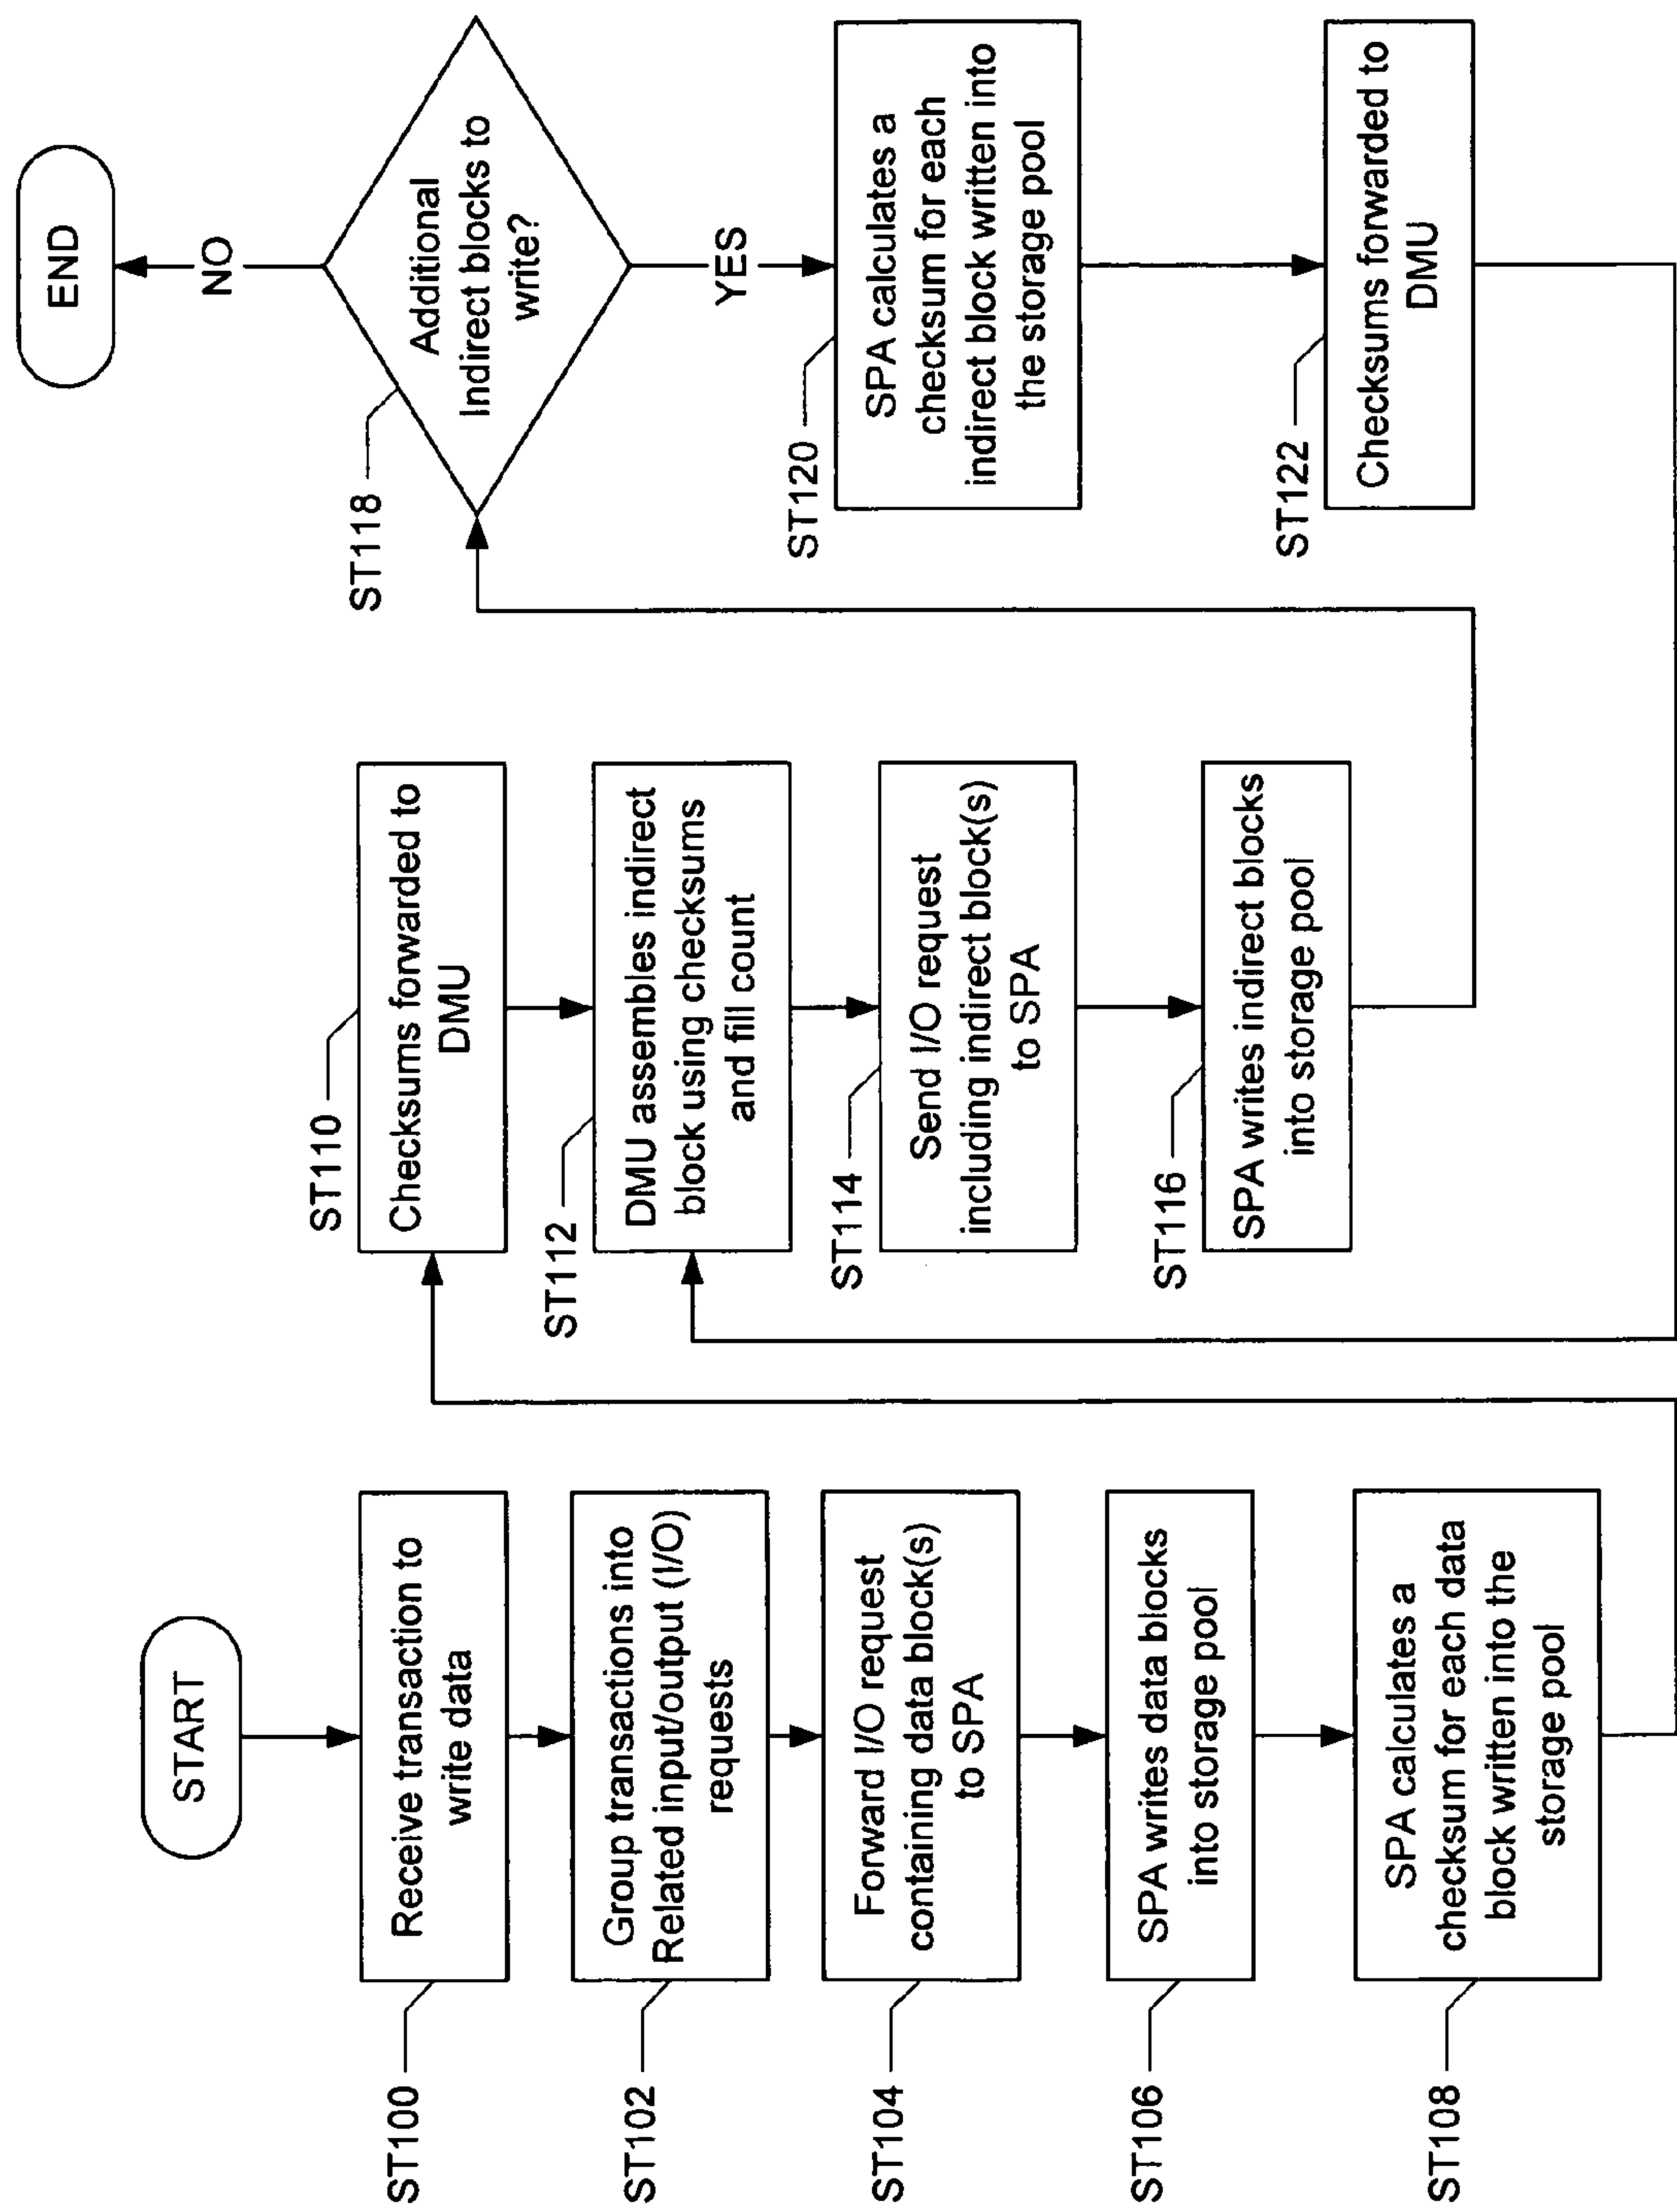 START
ST100
Receive transaction to
write data
ST102
Group transactions into
Related input/output (I/O)
requests
ST104
Forward I/O request
containing data block(s)
to SPA
ST106
SPA writes data blocks
into storage pool
ST108
SPA calculates a
checksum for each data
block written into the
storage pool
ST110
Checksums forwarded to
DMU
ST112
DMU assembles indirect
block using checksums
and fill count
ST114
Send I/O request
including indirect block(s)
to SPA
ST116
SPA writes indirect blocks
into storage pool
END
NO
ST118
Additional
Indirect blocks to
write?
YES
ST120
SPA calculates a
checksum for each
indirect block written into
the storage pool
ST122
Checksums forwarded to
DMU